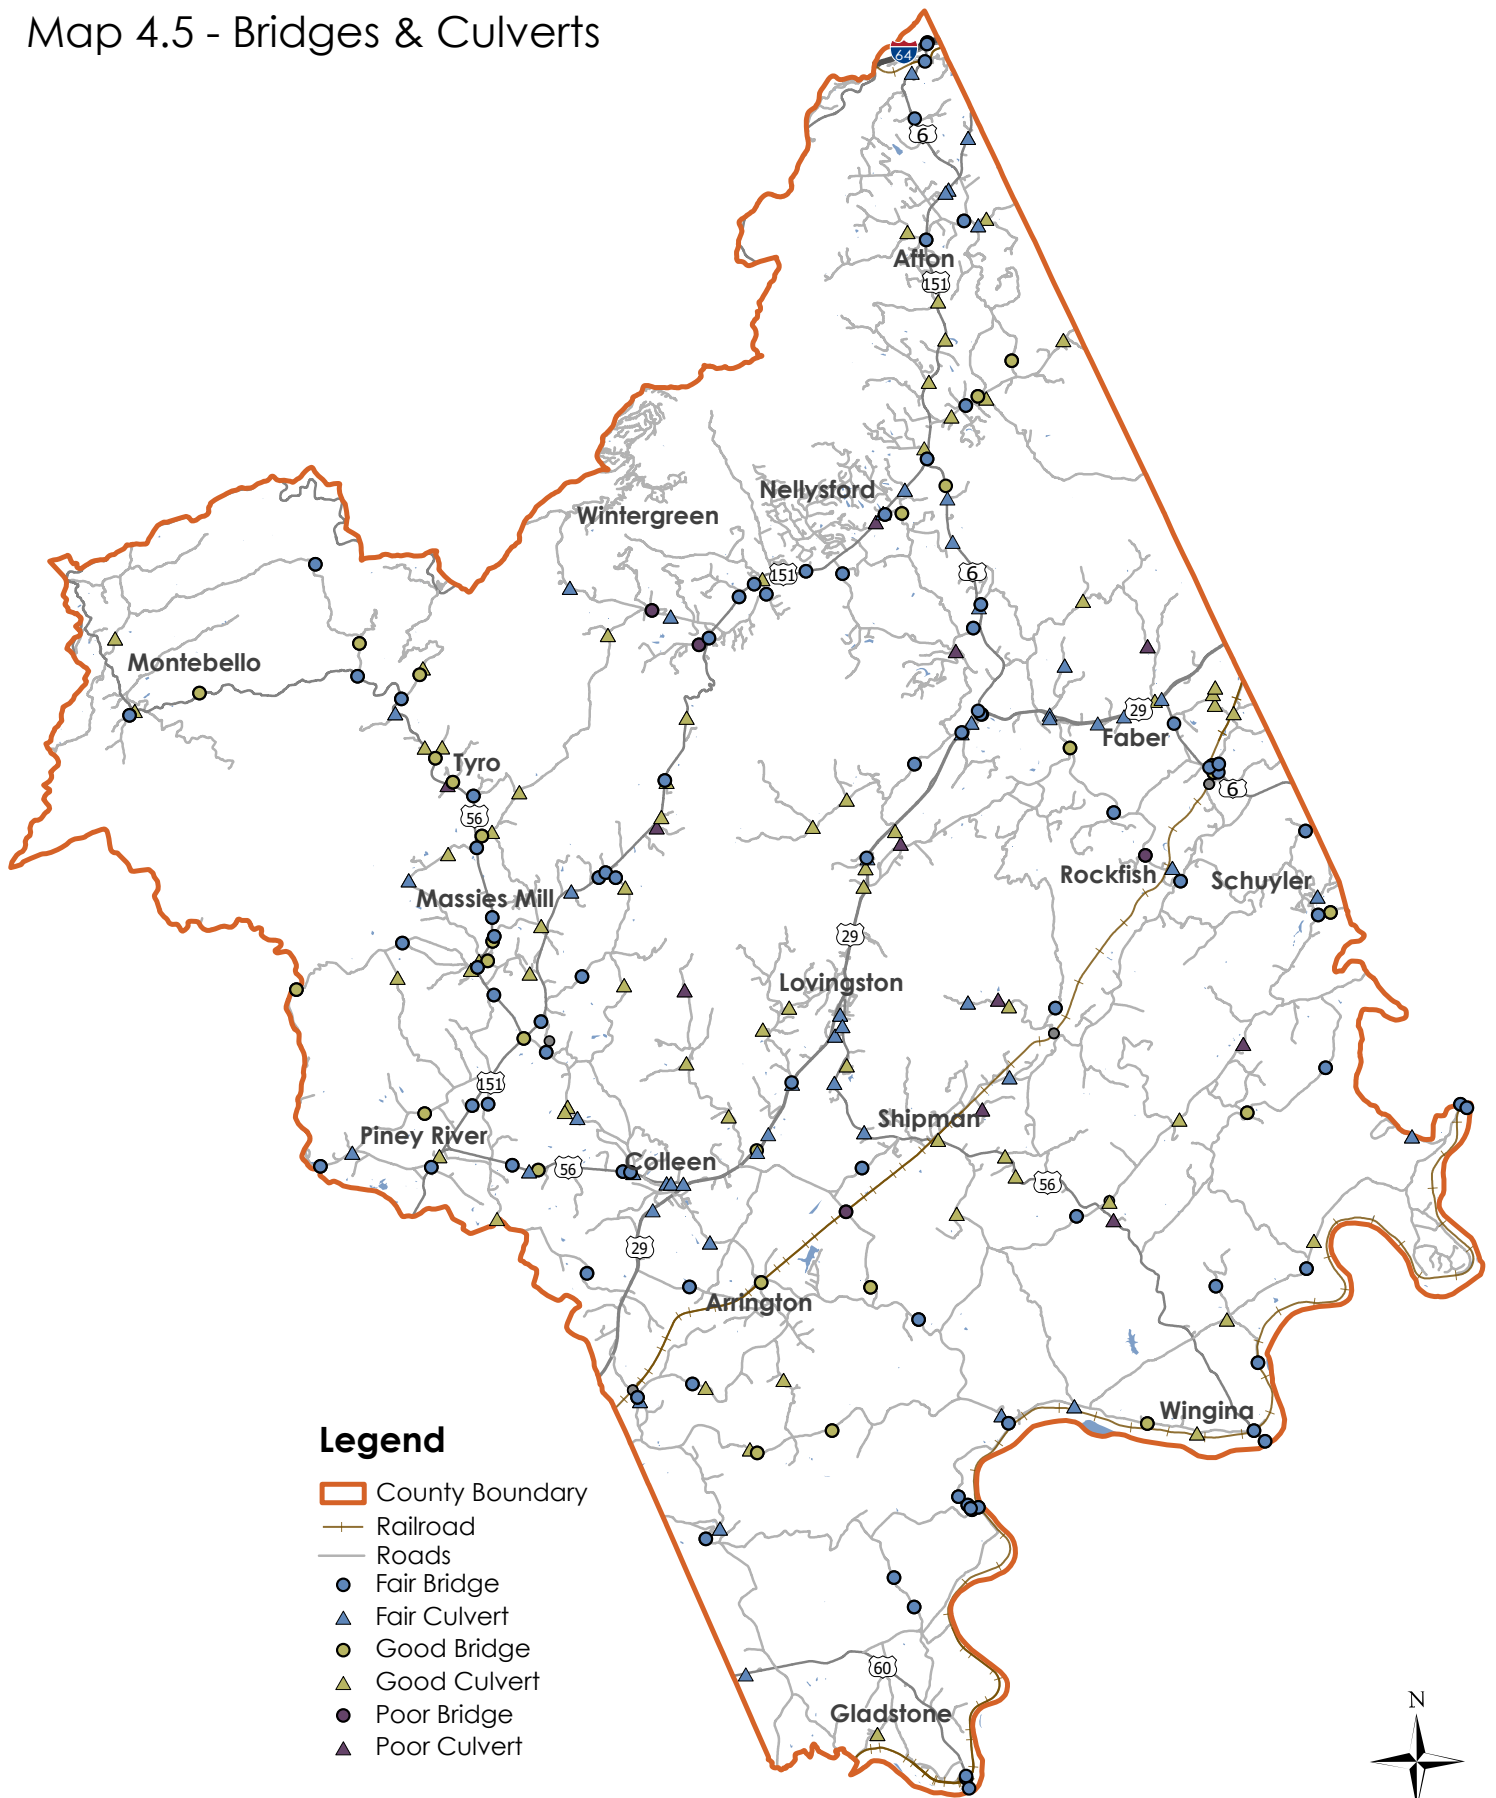 Map 4.5 - Bridges & Culverts
64
6
Afton
151
Nellysford
Wintergreen
151
6
Montebello
29
Faber
Tyro
6
56
Rockfish
Schuyler
Massies Mill
29
Lovingston
151
Shipman
Piney River
56
Colleen
56
29
Arrington
Wingina
Legend
County Boundary
Railroad
Roads
Fair Bridge
Fair Culvert
Good Bridge
Good Culvert
Poor Bridge
Poor Culvert
60
Gladstone
N